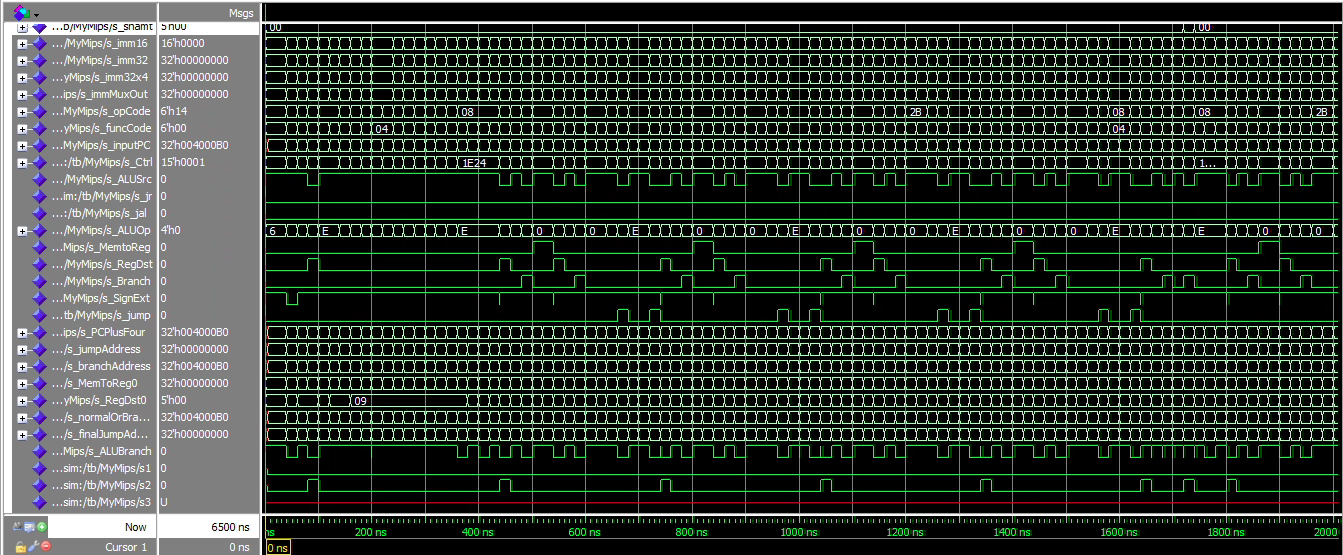 Msgs
...b/MyMips/s_shamt 5'h00 00 00
.../MyMips/s_imm16 16'h0000
.../MyMips/s_imm32 32'h00000000
...yMips/s_imm32x4 32'h00000000
...ips/s_immMuxOut 32'h00000000
...MyMips/s_opCode 6'h14 08 2B 08 08 2B
...yMips/s_funcCode 6'h00 04 04
...MyMips/s_inputPC 32'h004000B0
...:/tb/MyMips/s_Ctrl 15'h0001 1E24 1...
.../MyMips/s_ALUSrc 0
...im:/tb/MyMips/s_jr 0
...:/tb/MyMips/s_jal 0
.../MyMips/s_ALUOp 4'h0 6 E E 0 0 E 0 0 E 0 0 E 0 0 E E 0 0
...Mips/s_MemtoReg 0
.../MyMips/s_RegDst 0
.../MyMips/s_Branch 0
...MyMips/s_SignExt 0
...tb/MyMips/s_jump 0
...ips/s_PCPlusFour 32'h004000B0
.../s_jumpAddress 32'h00000000
.../s_branchAddress 32'h004000B0
.../s_MemToReg0 32'h00000000
...yMips/s_RegDst0 5'h00 09
.../s_normalOrBra... 32'h004000B0
.../s_finalJumpAd... 32'h00000000
...Mips/s_ALUBranch 0
...sim:/tb/MyMips/s1 0
...sim:/tb/MyMips/s2 0
...sim:/tb/MyMips/s3 U
Now 6500 ns ns 200 ns 400 ns 600 ns 800 ns 1000 ns 1200 ns 1400 ns 1600 ns 1800 ns 2000
Cursor 1 0 ns 0 ns